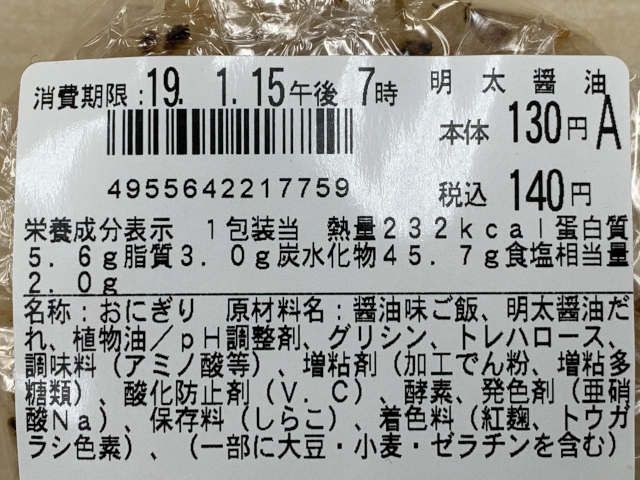 消費期限:19. 1.15午後 7時 明太醤油
本体 130円 A
4955642217759
税込 140円
栄養成分表示 1包装当 熱量232kcal蛋白質
5.6g脂質3.0g炭水化物45.7g食塩相当量
2.0g
名称:おにぎり 原材料名:醤油味ご飯、明太醤油だ
れ、植物油/pH調整剤、グリシン、トレハロース、
調味料(アミノ酸等)、増粘剤(加工でん粉、増粘多
糖類)、酸化防止剤(V.C)、酵素、発色剤(亜硝
酸Na)、保存料(しらこ)、着色料(紅麹、トウガ
ラシ色素)、(一部に大豆・小麦・ゼラチンを含む)